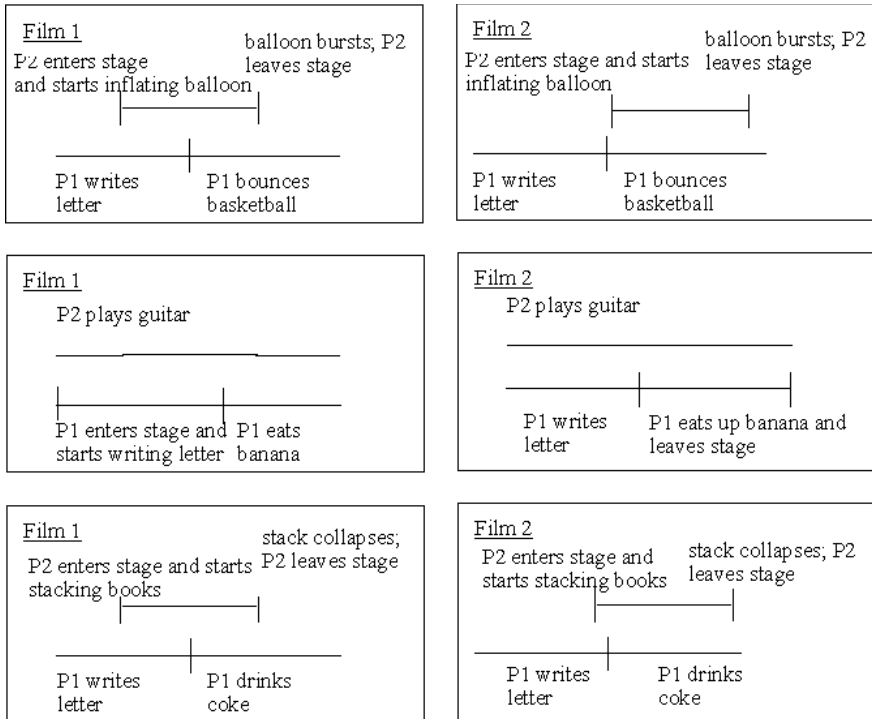 Film 1
balloon bursts; P2
leaves stage
P2 enters stage
and starts inflating balloon
P1 writes
letter
P1 bounces
basketball
Film 2
balloon bursts; P2
leaves stage
P2 enters stage and starts
inflating balloon
P1 writes
letter
P1 bounces
basketball
Film 1
P2 plays guitar
P1 enters stage and
starts writing letter
P1 eats
banana
Film 2
P2 plays guitar
P1 writes
letter
P1 eats up banana and
leaves stage
Film 1
stack collapses;
P2 leaves stage
P2 enters stage and starts
stacking books
P1 writes
letter
P1 drinks
coke
Film 2
P2 enters stage and
starts stacking books
stack collapses; P2
leaves stage
P1 writes
letter
P1 drinks
coke